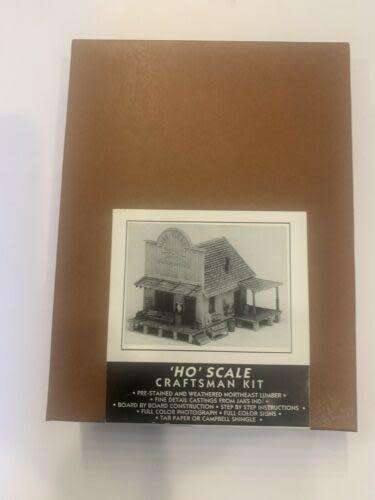 'HO' SCALE
CRAFTSMAN KIT
• PRE-STAINED AND WEATHERED NORTHEAST LUMBER •
• FINE DETAIL CASTINGS FROM JAKS IND. •
• BOARD BY BOARD CONSTRUCTION • STEP BY STEP INSTRUCTIONS
• FULL COLOR PHOTOGRAPH • FULL COLOR SIGNS •
• TAR PAPER OR CAMPBELL SHINGLE •